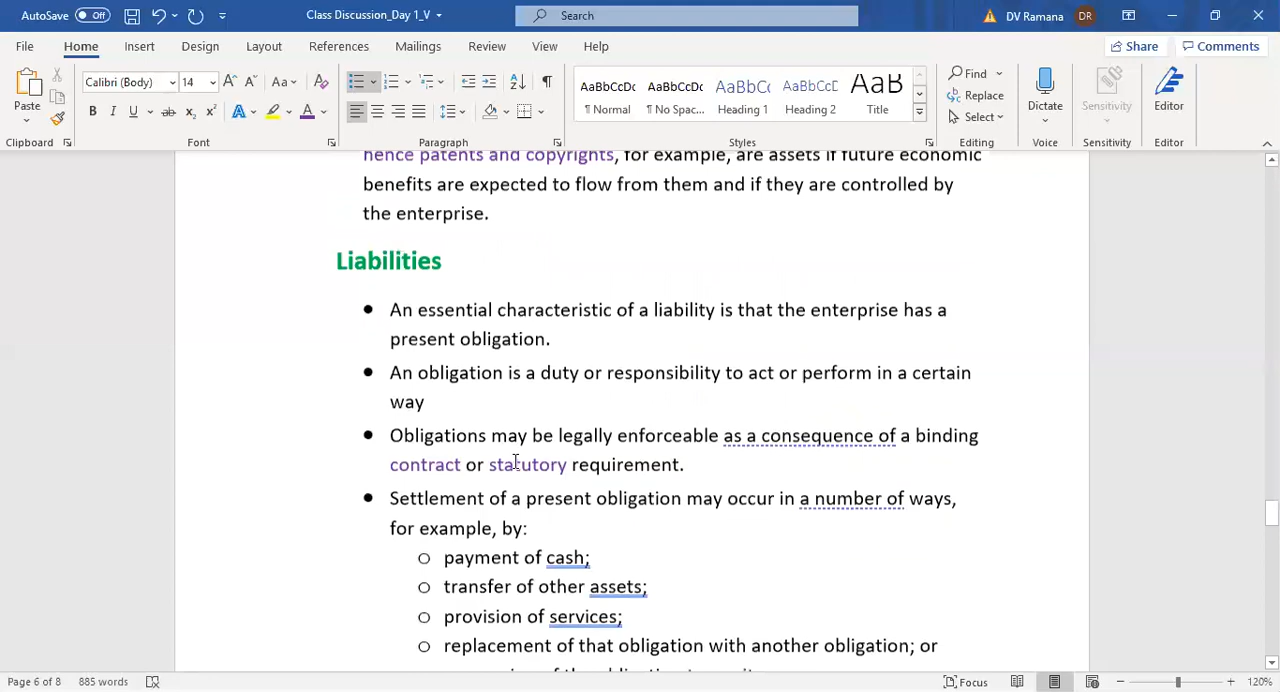 AutoSave Off Class Discussion_Day 1_V Search DV Ramana DR
File Home Insert Design Layout References Mailings Review View Help Share Comments
Paste Calibri (Body) 14 A A Aa A AaBbCcDc AaBbCcDc AaBbCc AaBbCcD AaB Find Dictate Sensitivity Editor
B I U ab x2 x2 A A ¶ Normal ¶ No Spac... Heading 1 Heading 2 Title Replace
Select
Clipboard Font Paragraph Styles Editing Voice Sensitivity Editor
hence patents and copyrights, for example, are assets if future economic
benefits are expected to flow from them and if they are controlled by
the enterprise.
Liabilities
● An essential characteristic of a liability is that the enterprise has a
present obligation.
● An obligation is a duty or responsibility to act or perform in a certain
way
● Obligations may be legally enforceable as a consequence of a binding
contract or statutory requirement.
● Settlement of a present obligation may occur in a number of ways,
for example, by:
○ payment of cash;
○ transfer of other assets;
○ provision of services;
○ replacement of that obligation with another obligation; or
Page 6 of 8 885 words Focus 120%